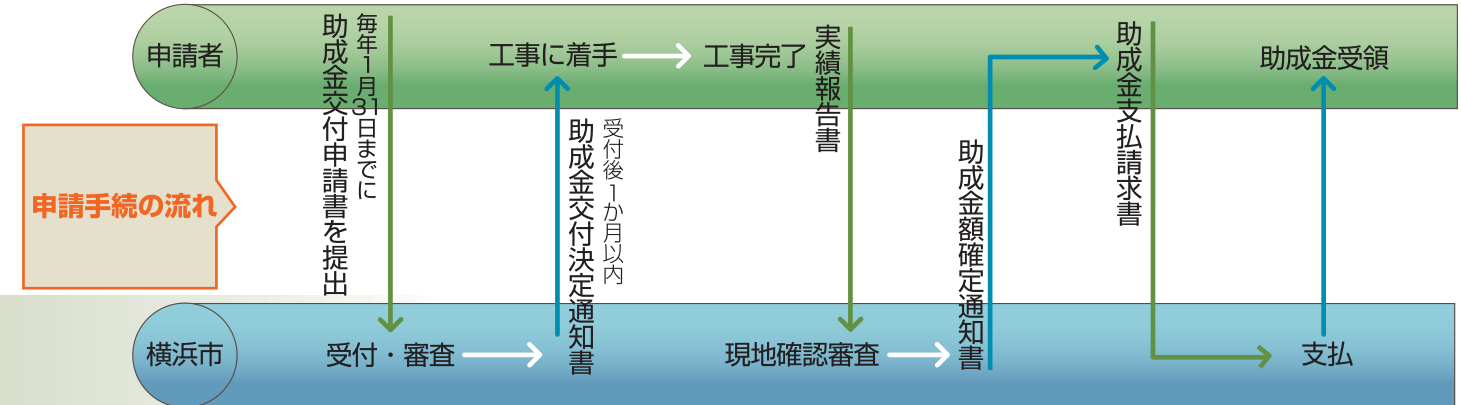 申請手続の流れ
申請者
毎年1月31日までに
助成金交付申請書を提出
工事に着手
工事完了
実績報告書
助成金支払請求書
助成金受領
受付後1か月以内
助成金交付決定通知書
助成金額確定通知書
横浜市
受付・審査
現地確認審査
支払